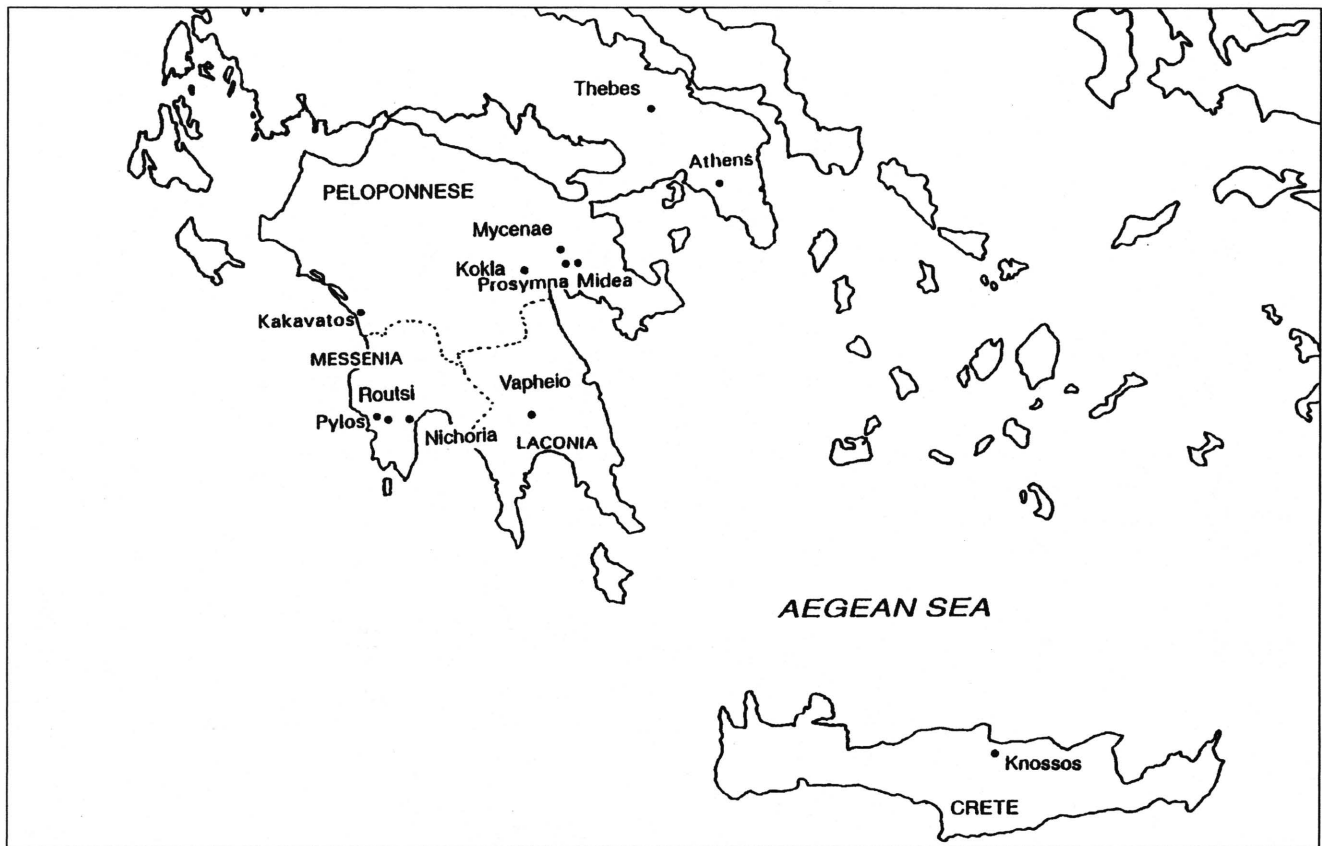 Thebes
Athens
PELOPONNESE
Mycenae
Kokla
Prosymna Midea
Kakavatos
MESSENIA
Routsi
Vapheio
Pylos
Nichoria
LACONIA
AEGEAN SEA
Knossos
CRETE